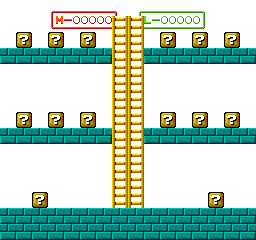 M-00000
L-00000
? ? ? ? ? ?
? ? ? ? ? ?
? ?